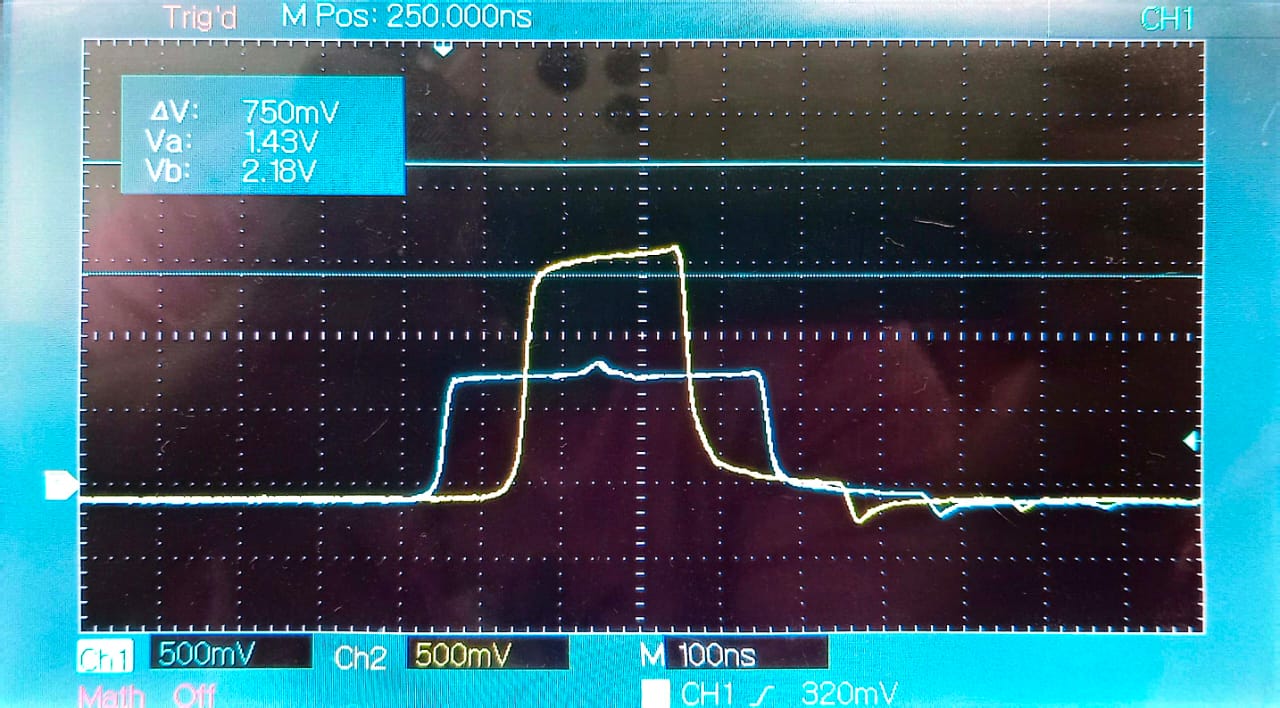 Trig'd M Pos: 250.000ns CH1
ΔV: 750mV
Va: 1.43V
Vb: 2.18V
Ch1 500mV Ch2 500mV M 100ns
Math Off CH1 320mV